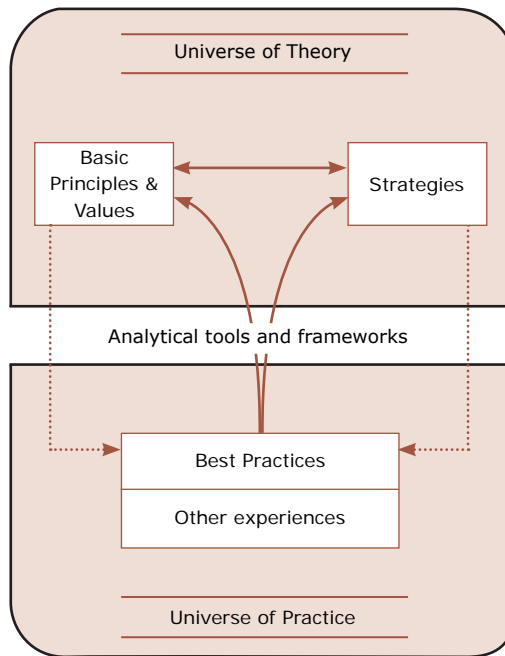 Universe of Theory
Basic
Principles &
Values
Strategies
Analytical tools and frameworks
Best Practices
Other experiences
Universe of Practice